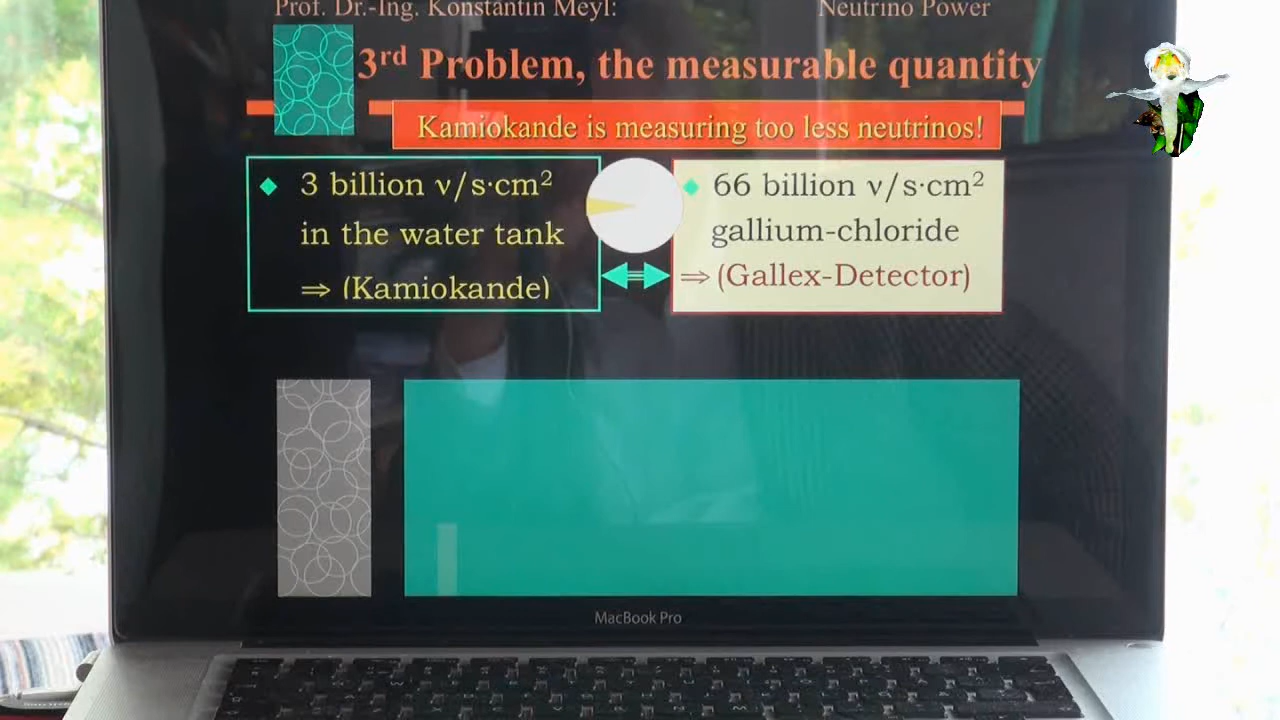 Prof. Dr.-Ing. Konstantin Meyl: Neutrino Power
3rd Problem, the measurable quantity
Kamiokande is measuring too less neutrinos!
3 billion ν/s·cm²
in the water tank
⇒ (Kamiokande)
66 billion ν/s·cm²
gallium-chloride
⇒ (Gallex-Detector)
MacBook Pro